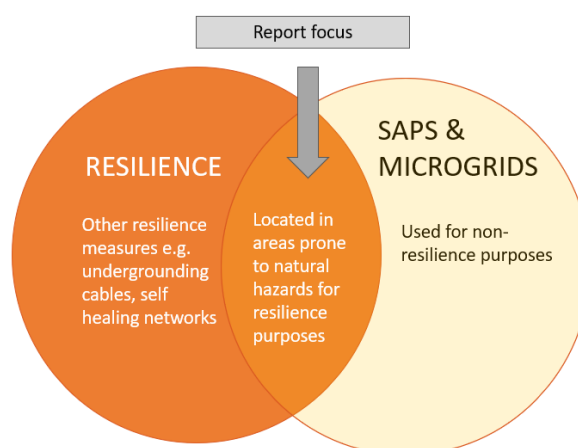 Report focus
RESILIENCE
Other resilience
measures e.g.
undergrounding
cables, self
healing networks
Located in
areas prone
to natural
hazards for
resilience
purposes
SAPS &
MICROGRIDS
Used for non-
resilience purposes